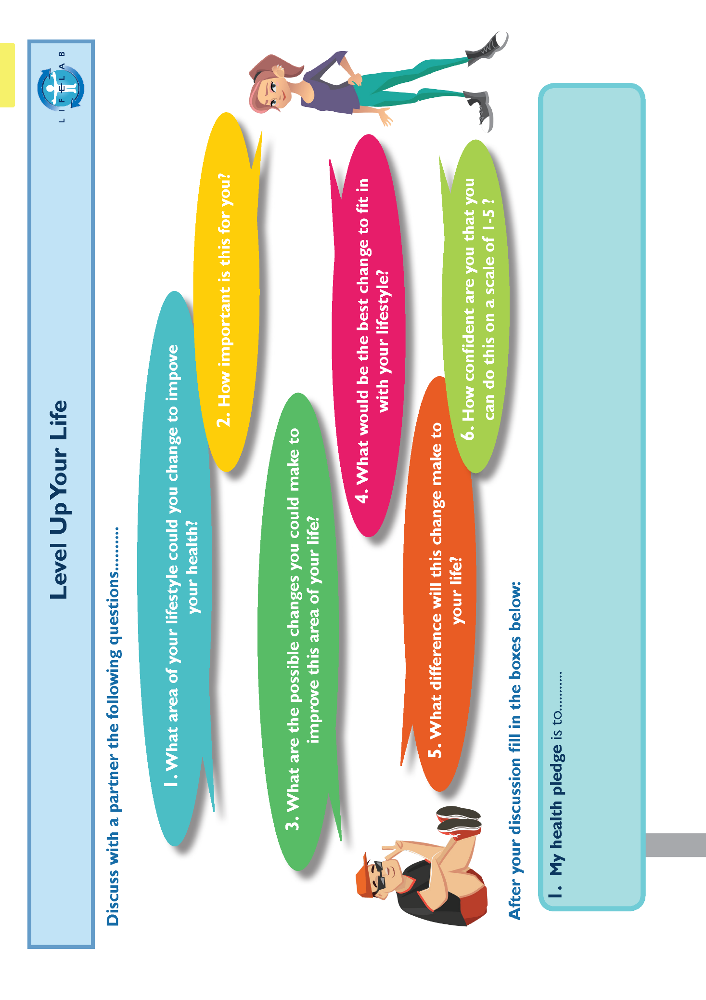 Level Up Your Life
LIFELAB
Discuss with a partner the following questions..........
1. What area of your lifestyle could you change to impove
your health?
2. How important is this for you?
3. What are the possible changes you could make to
improve this area of your life?
4. What would be the best change to fit in
with your lifestyle?
5. What difference will this change make to
your life?
6. How confident are you that you
can do this on a scale of 1-5 ?
After your discussion fill in the boxes below:
1. My health pledge is to...........